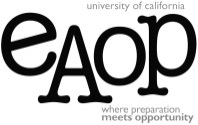 university of california
eAop
where preparation
meets opportunity